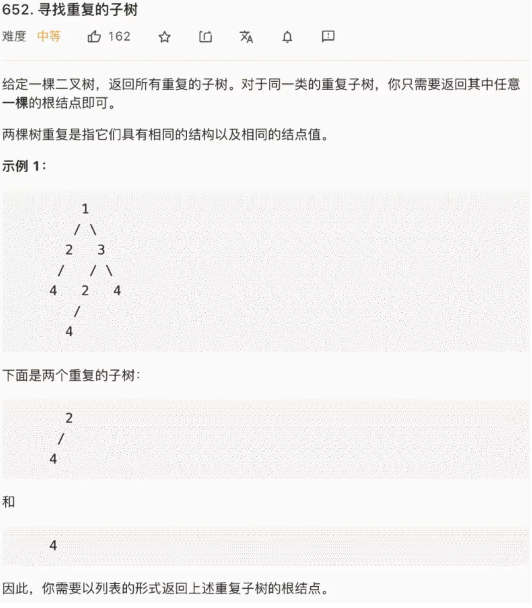 652. 寻找重复的子树
难度 中等 162
给定一棵二叉树，返回所有重复的子树。对于同一类的重复子树，你只需要返回其中任意
一棵的根结点即可。
两棵树重复是指它们具有相同的结构以及相同的结点值。
示例 1：
1
/ \
2 3
/ / \
4 2 4
/
4
下面是两个重复的子树：
2
/
4
和
4
因此，你需要以列表的形式返回上述重复子树的根结点。